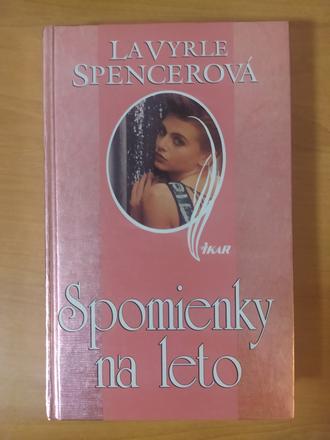 LAVYRLE
SPENCEROVÁ
IKAR
Spomienky
na leto